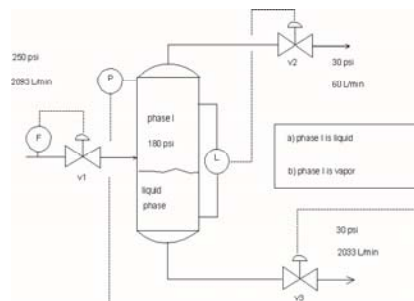 250 psi
2093 L/min
F
v1
P
phase I
180 psi
liquid
phase
L
v2
30 psi
60 L/min
a) phase I is liquid
b) phase I is vapor
30 psi
2033 L/min
v3